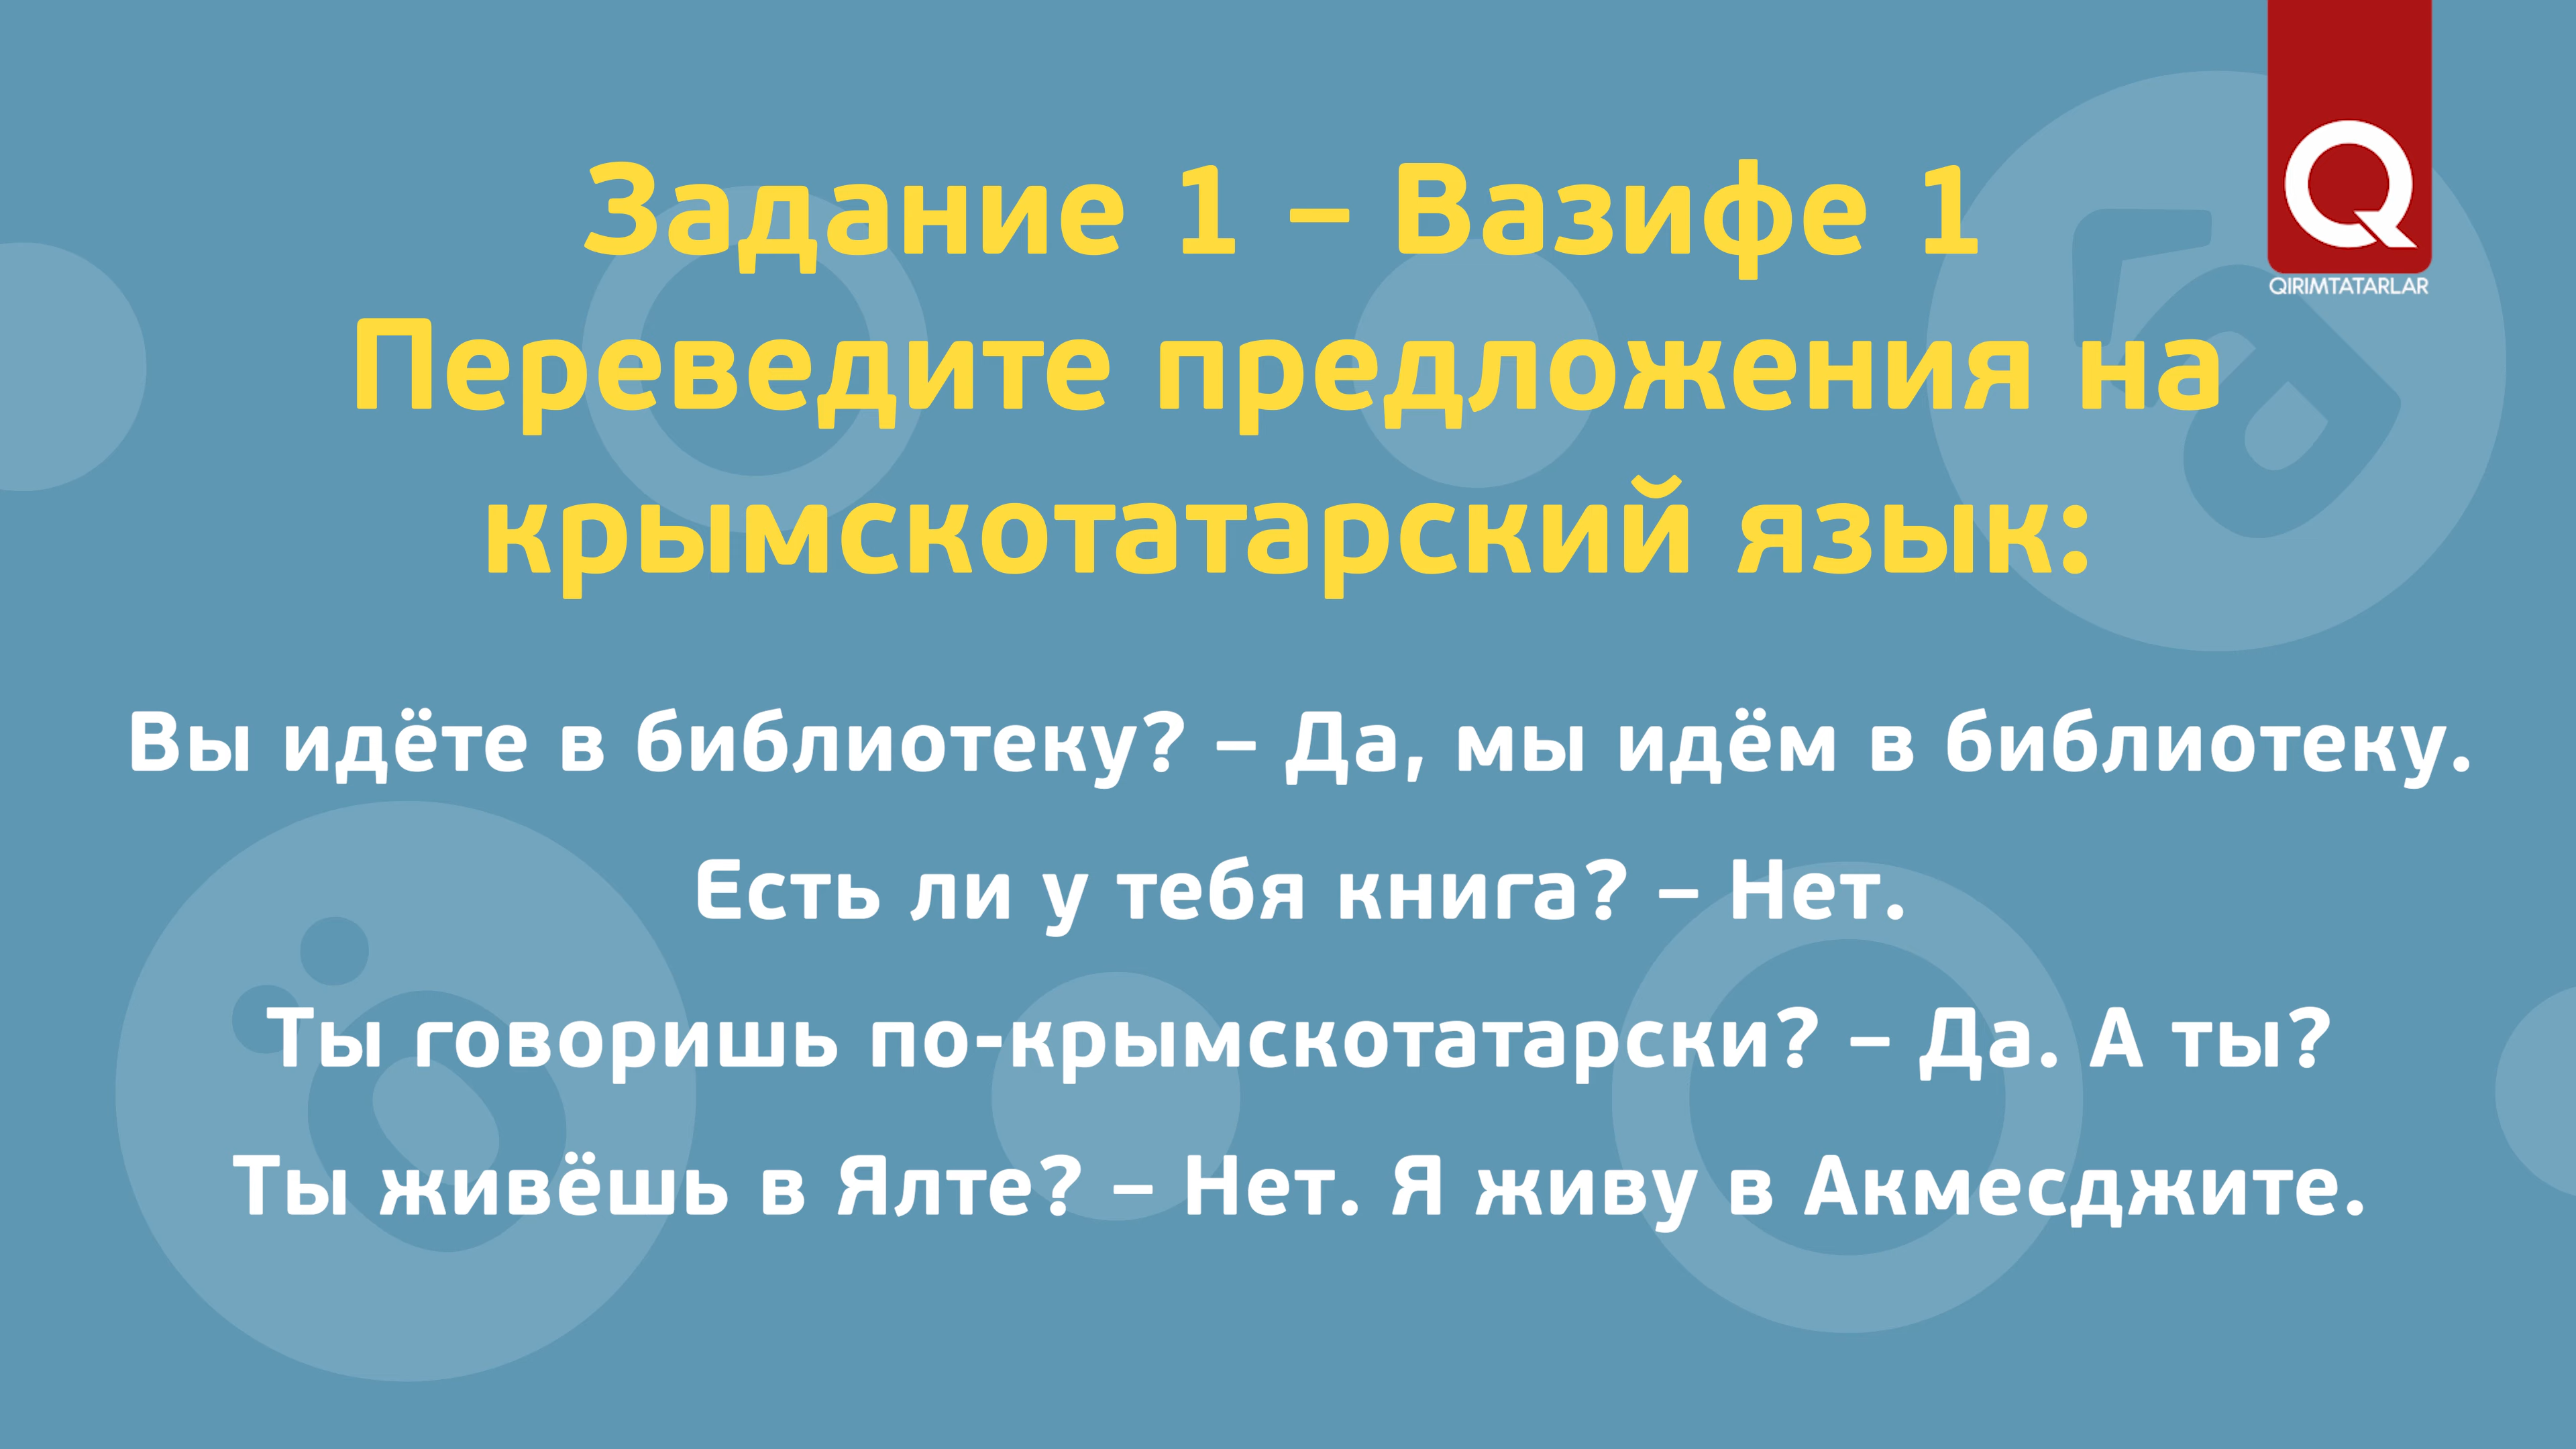 QIRIMTATARLAR
Задание 1 – Вазифе 1
Переведите предложения на
крымскотатарский язык:
Вы идёте в библиотеку? – Да, мы идём в библиотеку.
Есть ли у тебя книга? – Нет.
Ты говоришь по-крымскотатарски? – Да. А ты?
Ты живёшь в Ялте? – Нет. Я живу в Акмесджите.